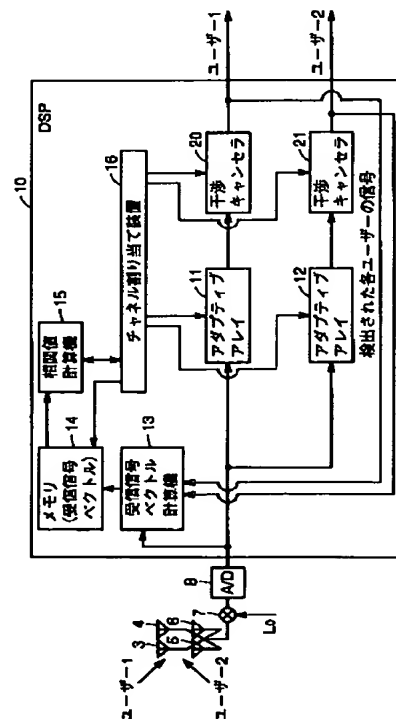 10
DSP
ユーザー1
ユーザー2
16
チャネル割り当て装置
20
干渉
キャンセラ
21
干渉
キャンセラ
15
相関値
計算機
11
アダプティブ
アレイ
12
アダプティブ
アレイ
検出された各ユーザーの信号
14
メモリ
(受信信号
ベクトル)
13
受信信号
ベクトル
計算機
8
A/D
3
4
5
6
7
L0
ユーザー1
ユーザー2